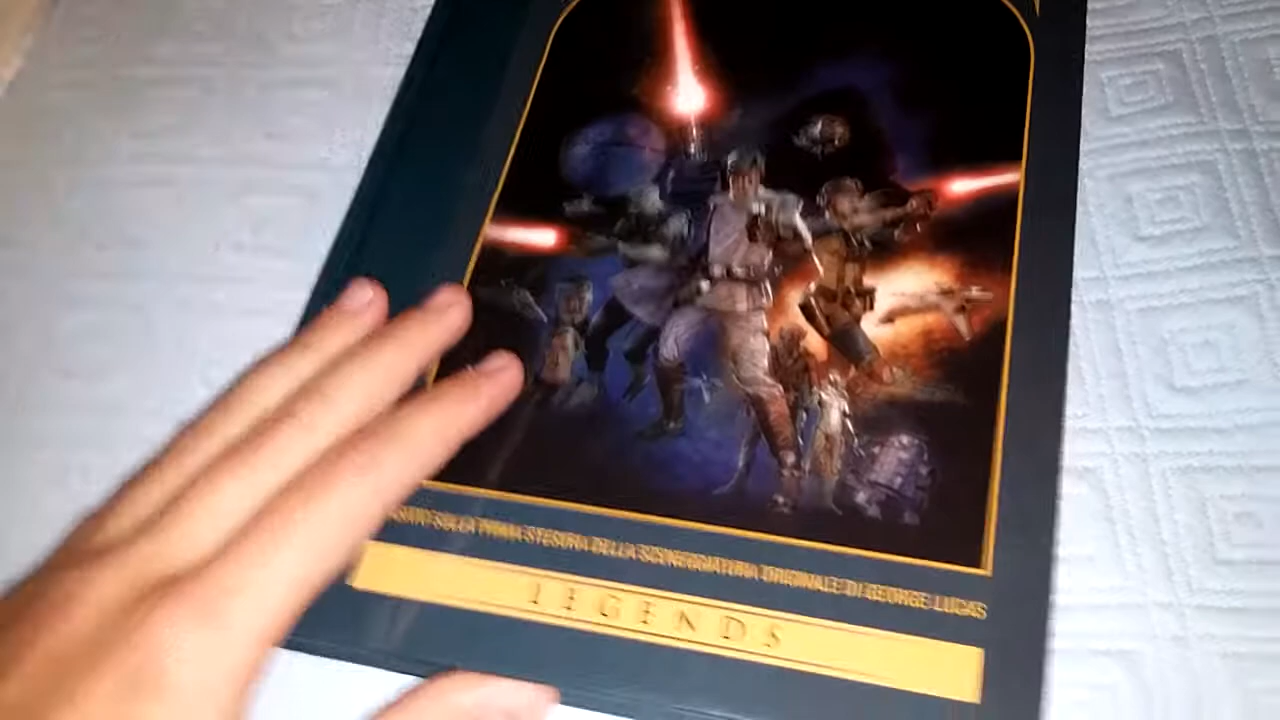 SULLA PRIMA STESURA DELLA SCENEGGIATURA ORIGINALE DI GEORGE LUCAS
LEGENDS